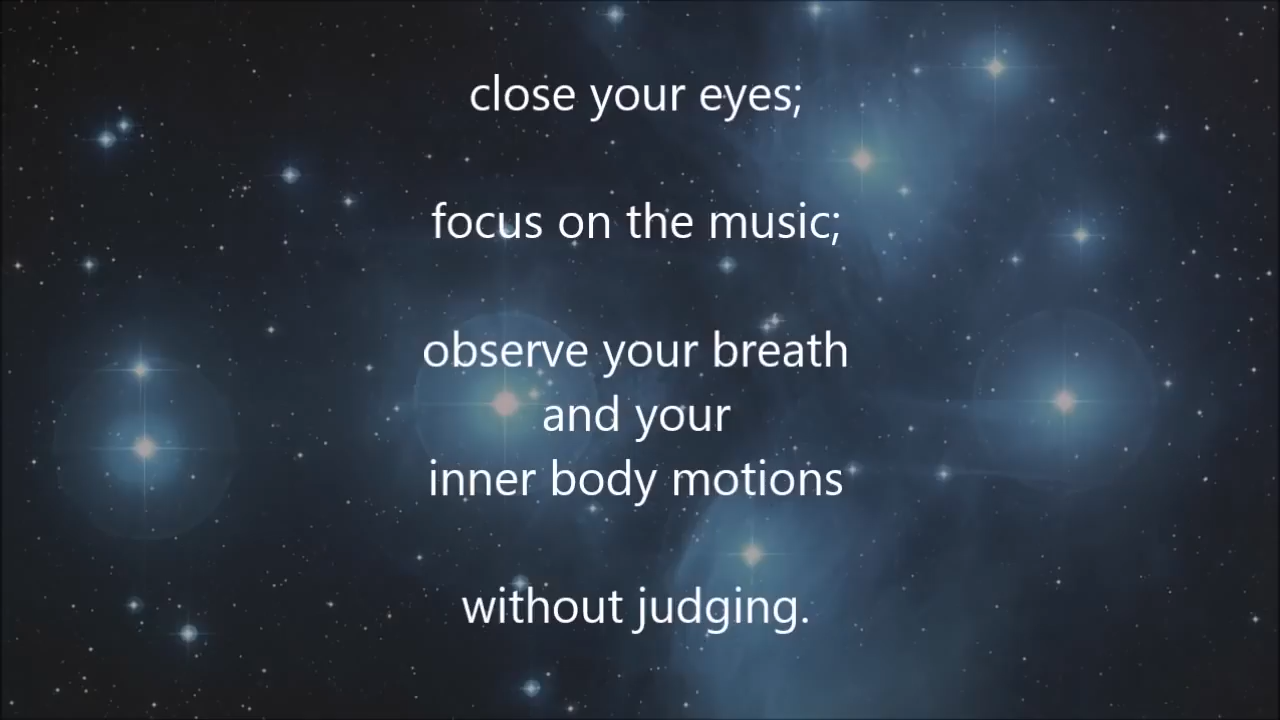 close your eyes;
focus on the music;
observe your breath
and your
inner body motions
without judging.